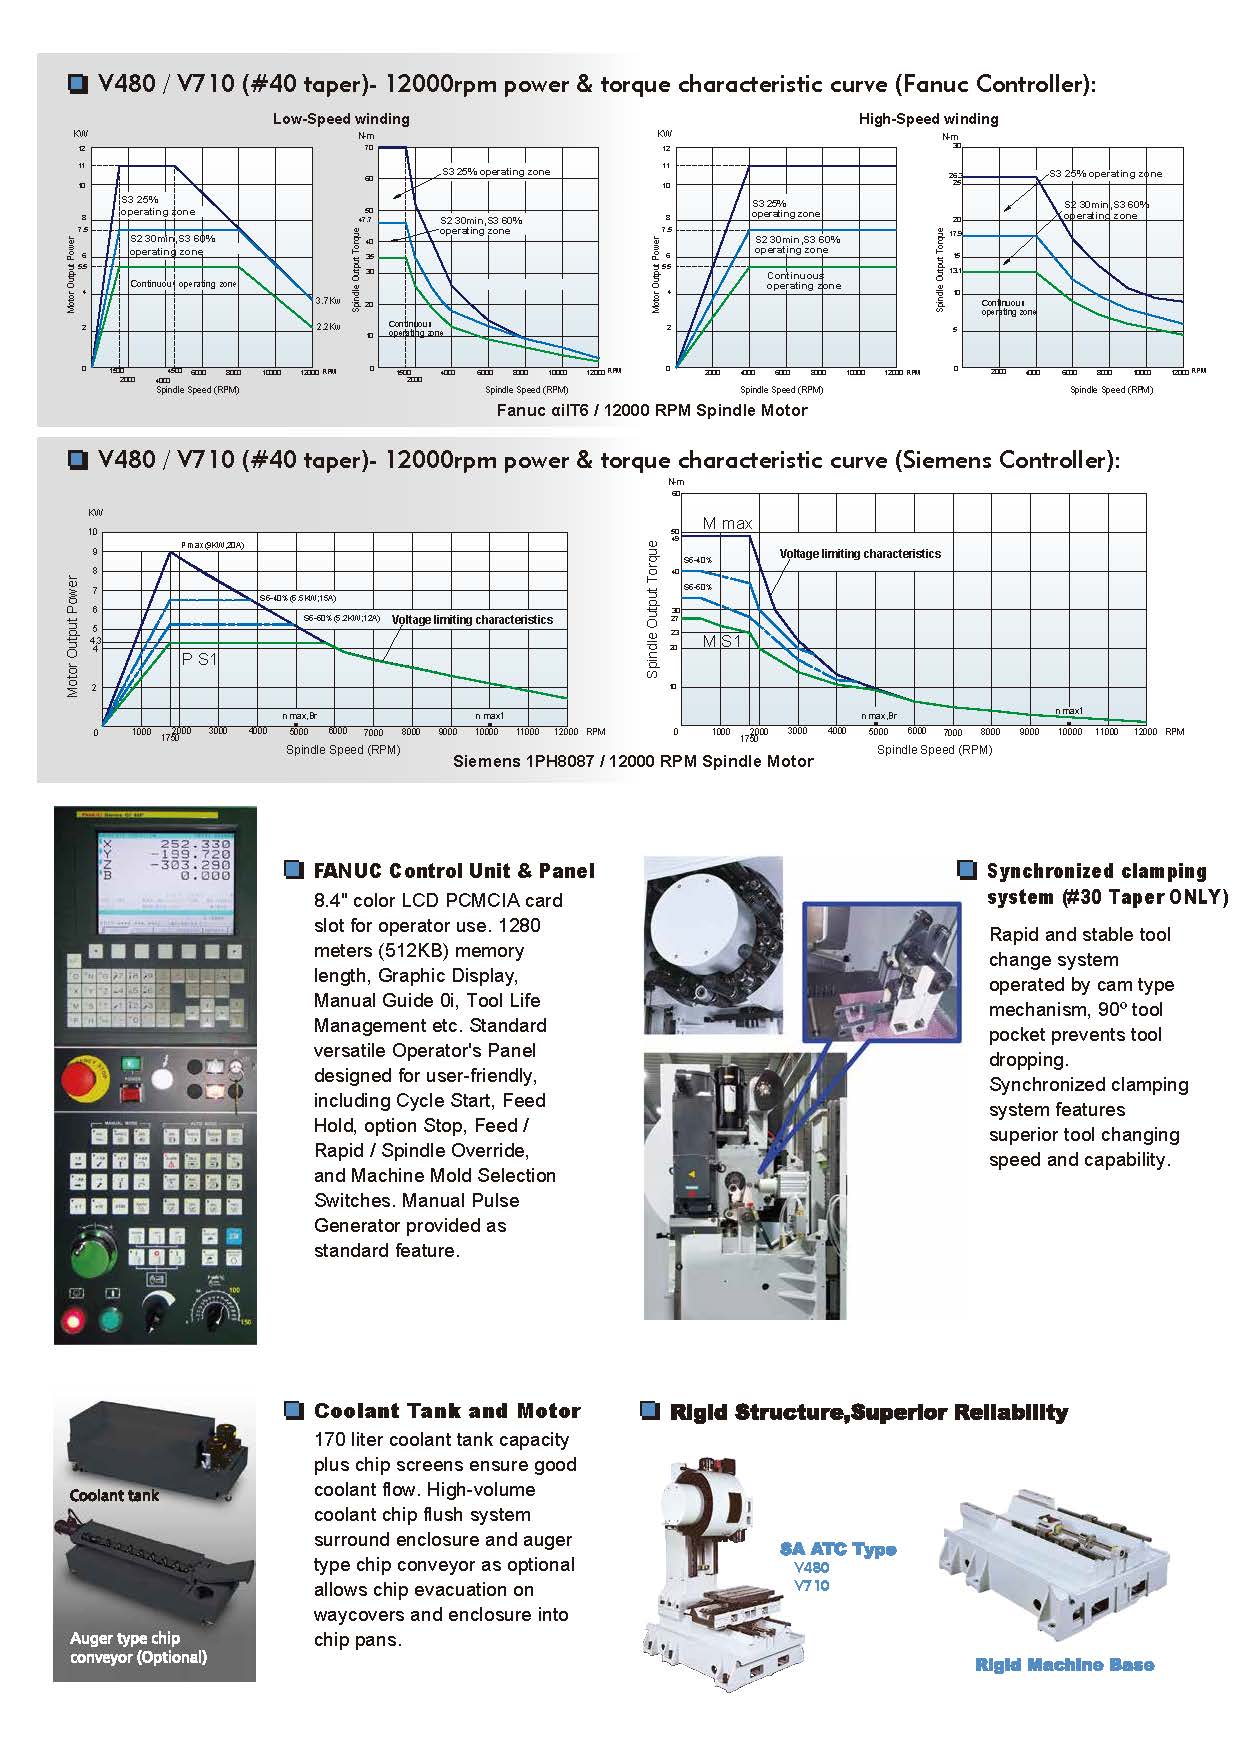 V480 / V710 (#40 taper)- 12000rpm power & torque characteristic curve (Fanuc Controller):
Low-Speed winding
High-Speed winding
KW
12
11
10
8
7.5
6
5.5
4
2
0
Motor Output Power
S3 25%
operating zone
S2 30min,S3 60%
operating zone
Continuous operating zone
3.7Kw
2.2Kw
1500 4500 6000 8000 10000 12000 RPM
2000 4000
Spindle Speed (RPM)
N-m
70
60
50
47.7
40
35
30
20
10
0
Spindle Output Torque
S3 25% operating zone
S2 30min,S3 60%
operating zone
Continuous
operating zone
1500 4000 6000 8000 10000 12000 RPM
2000
Spindle Speed (RPM)
KW
12
11
10
8
7.5
6
5.5
4
2
0
Motor Output Power
S3 25%
operating zone
S2 30min,S3 60%
operating zone
Continuous
operating zone
2000 4000 6000 8000 10000 12000 RPM
Spindle Speed (RPM)
N-m
30
26.3
25
20
17.9
15
13.1
10
5
0
Spindle Output Torque
S3 25% operating zone
S2 30min,S3 60%
operating zone
Continuous
operating zone
2000 4000 6000 8000 10000 12000 RPM
Spindle Speed (RPM)
Fanuc αiIT6 / 12000 RPM Spindle Motor
V480 / V710 (#40 taper)- 12000rpm power & torque characteristic curve (Siemens Controller):
KW
10
9
8
7
6
5
4.3
4
2
Motor Output Power
Pmax(9KW,20A)
S6-40%(6.5KW;15A)
S6-60%(5.2KW;12A)
Voltage limiting characteristics
P S1
n max,Br
n max1
0 1000 2000 3000 4000 5000 6000 7000 8000 9000 10000 11000 12000 RPM
1750
Spindle Speed (RPM)
N-m
60
50
49
40
30
27
23
20
10
Spindle Output Torque
M max
S6-40%
S6-60%
Voltage limiting characteristics
M S1
n max,Br
n max1
0 1000 2000 3000 4000 5000 6000 7000 8000 9000 10000 11000 12000 RPM
1750
Spindle Speed (RPM)
Siemens 1PH8087 / 12000 RPM Spindle Motor
X 252.330
Y -199.720
Z -303.290
B 0.000
100
150
FANUC Control Unit & Panel
8.4" color LCD PCMCIA card
slot for operator use. 1280
meters (512KB) memory
length, Graphic Display,
Manual Guide 0i, Tool Life
Management etc. Standard
versatile Operator's Panel
designed for user-friendly,
including Cycle Start, Feed
Hold, option Stop, Feed /
Rapid / Spindle Override,
and Machine Mold Selection
Switches. Manual Pulse
Generator provided as
standard feature.
Synchronized clamping
system (#30 Taper ONLY)
Rapid and stable tool
change system
operated by cam type
mechanism, 90° tool
pocket prevents tool
dropping.
Synchronized clamping
system features
superior tool changing
speed and capability.
Coolant tank
Auger type chip
conveyor (Optional)
Coolant Tank and Motor
170 liter coolant tank capacity
plus chip screens ensure good
coolant flow. High-volume
coolant chip flush system
surround enclosure and auger
type chip conveyor as optional
allows chip evacuation on
waycovers and enclosure into
chip pans.
Rigid Structure,Superior Reliability
SA ATC Type
V480
V710
Rigid Machine Base